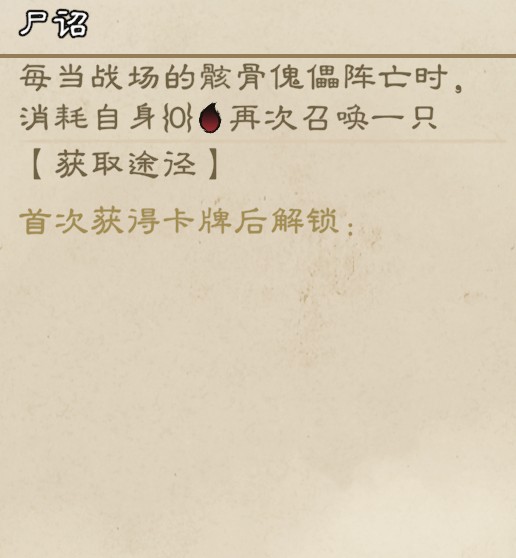 尸诏
每当战场的骸骨傀儡阵亡时，
消耗自身{0}再次召唤一只
【获取途径】
首次获得卡牌后解锁：